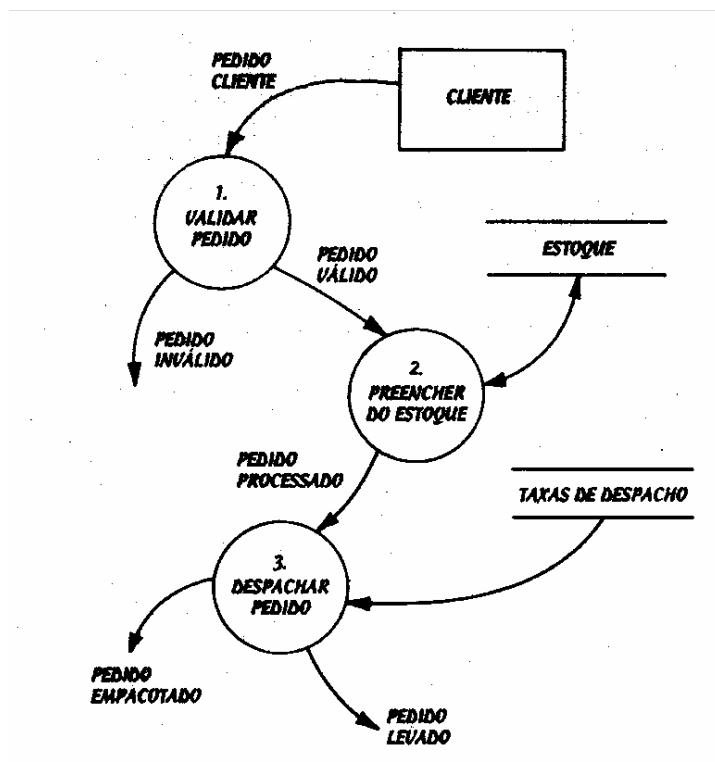 PEDIDO
CLIENTE
CLIENTE
1.
VALIDAR
PEDIDO
PEDIDO
VÁLIDO
ESTOQUE
PEDIDO
INVÁLIDO
2.
PREENCHER
DO ESTOQUE
PEDIDO
PROCESSADO
TAXAS DE DESPACHO
3.
DESPACHAR
PEDIDO
PEDIDO
EMPACOTADO
PEDIDO
LEVADO